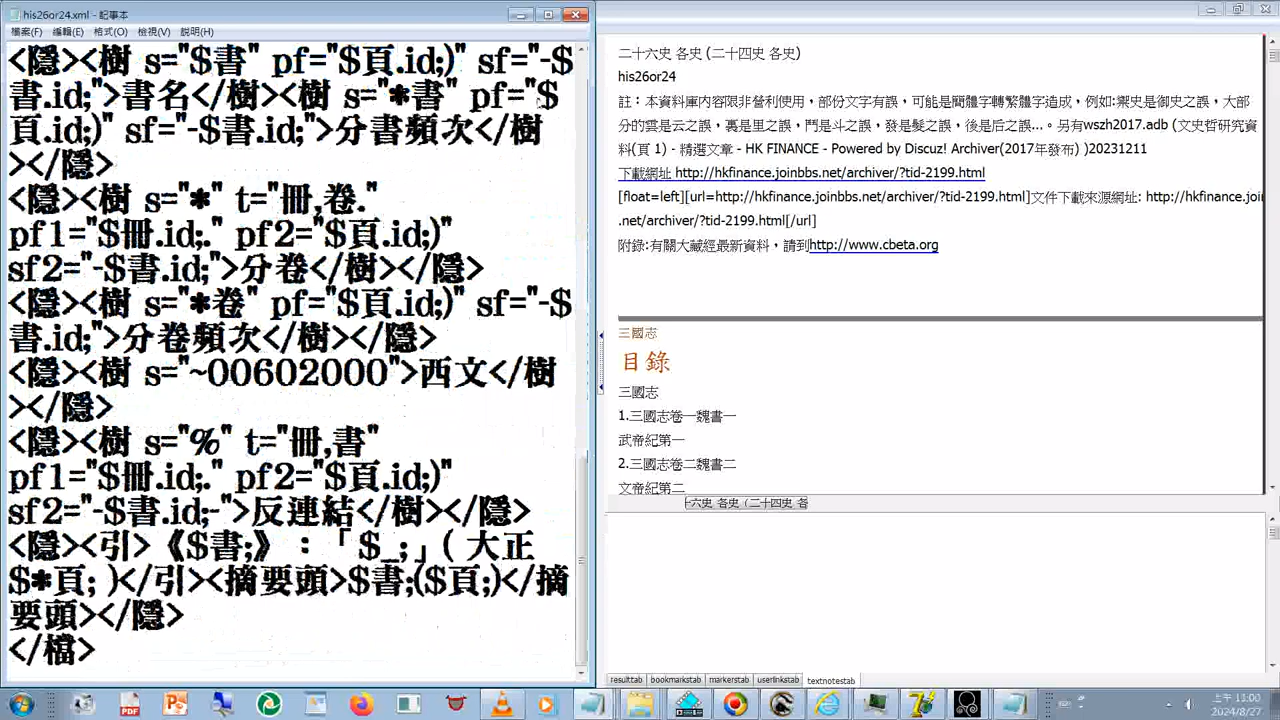 his26or24.xml - 記事本
檔案(F) 編輯(E) 格式(O) 檢視(V) 說明(H)
<隱><樹 s="$書" pf="$頁.id;)" sf="-$
書.id;">書名</樹><樹 s="*書" pf="$
頁.id;)" sf="-$書.id;">分書頻次</樹
></隱>
<隱><樹 s="*" t="冊,卷."
pf1="$冊.id;." pf2="$頁.id;)"
sf2="-$書.id;">分卷</樹></隱>
<隱><樹 s="*卷" pf="$頁.id;)" sf="-$
書.id;">分卷頻次</樹></隱>
<隱><樹 s="~00602000">西文</樹
></隱>
<隱><樹 s="%" t="冊,書"
pf1="$冊.id;." pf2="$頁.id;)"
sf2="-$書.id;-">反連結</樹></隱>
<隱><引>《$書;》：「$_;」( 大正
$*頁; )</引><摘要頭>$書;($頁;)</摘
要頭></隱>
</檔>
二十六史 各史 (二十四史 各史)
his26or24
註：本資料庫內容限非營利使用，部份文字有誤，可能是簡體字轉繁體字造成，例如:禦史是御史之誤，大部
分的雲是云之誤，裏是里之誤，鬥是斗之誤，發是髮之誤，後是后之誤...。另有wszh2017.adb (文史哲研究資
料(頁 1) - 精選文章 - HK FINANCE - Powered by Discuz! Archiver(2017年發布) )20231211
下載網址 http://hkfinance.joinbbs.net/archiver/?tid-2199.html
[float=left][url=http://hkfinance.joinbbs.net/archiver/?tid-2199.html]文件下載來源網址: http://hkfinance.joi
.net/archiver/?tid-2199.html[/url]
附錄:有關大藏經最新資料，請到http://www.cbeta.org
三國志
目錄
三國志
1.三國志卷一魏書一
武帝紀第一
2.三國志卷二魏書二
文帝紀第二
六史 各史 (二十四史 各
resulttab bookmarkstab markerstab userlinkstab textnotestab
上午 11:00
2024/8/27